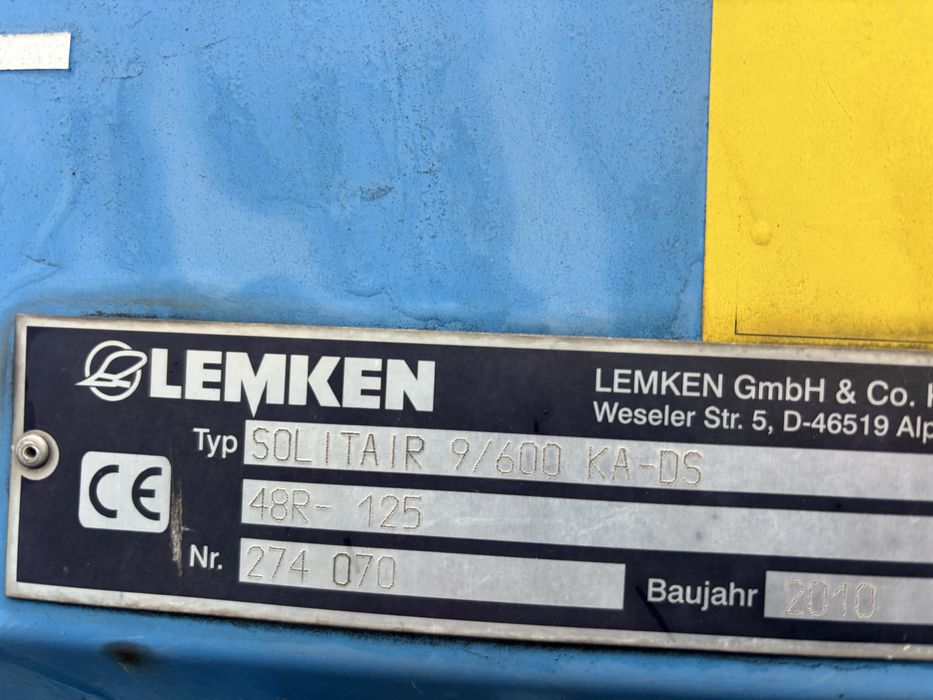 LEMKEN
LEMKEN GmbH & Co.
Weseler Str. 5, D-46519
Typ SOLITAIR 9/600 KA-DS
CE
48R- 125
Nr. 274 070
Baujahr 2010